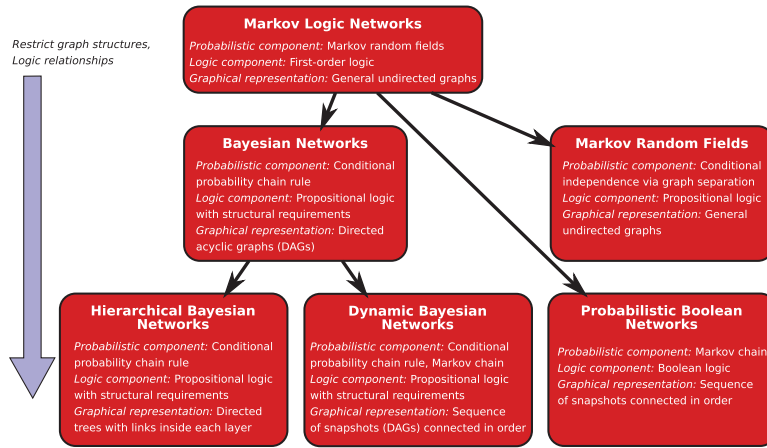 Markov Logic Networks
Probabilistic component: Markov random fields
Logic component: First-order logic
Graphical representation: General undirected graphs
Restrict graph structures,
Logic relationships
Bayesian Networks
Probabilistic component: Conditional
probability chain rule
Logic component: Propositional logic
with structural requirements
Graphical representation: Directed
acyclic graphs (DAGs)
Markov Random Fields
Probabilistic component: Conditional
independence via graph separation
Logic component: Propositional logic
Graphical representation: General
undirected graphs
Hierarchical Bayesian
Networks
Probabilistic component: Conditional
probability chain rule
Logic component: Propositional logic
with structural requirements
Graphical representation: Directed
trees with links inside each layer
Dynamic Bayesian
Networks
Probabilistic component: Conditional
probability chain rule, Markov chain
Logic component: Propositional logic
with structural requirements
Graphical representation: Sequence
of snapshots (DAGs) connected in order
Probabilistic Boolean
Networks
Probabilistic component: Markov chain
Logic component: Boolean logic
Graphical representation: Sequence
of snapshots connected in order